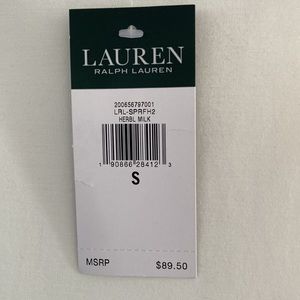 LAUREN
RALPH LAUREN
200656797001
LRL-SPRFH2
HERBL MILK
1 90866 28412 3
S
MSRP $89.50